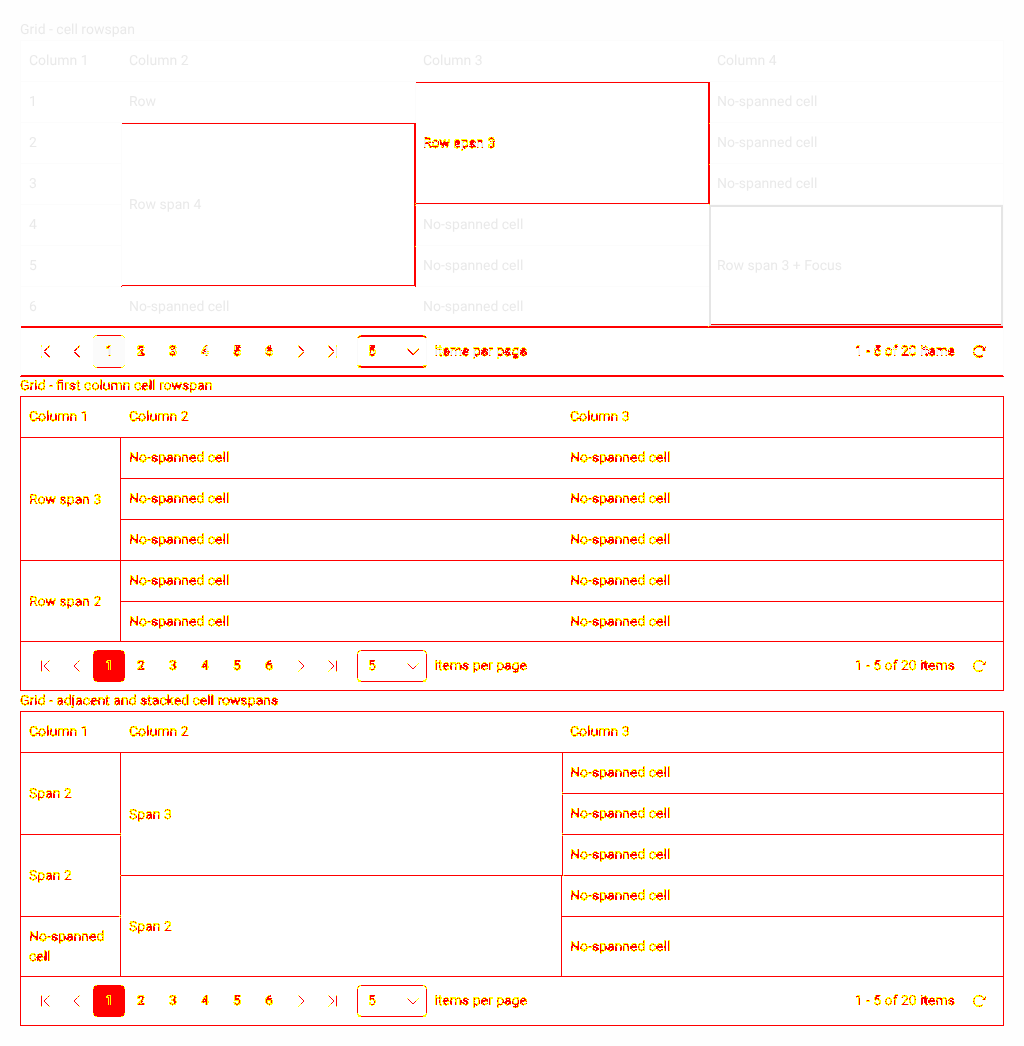 Grid - cell rowspan
Column 1 Column 2 Column 3 Column 4
1 Row No-spanned cell
2 Row span No-spanned cell
3 No-spanned cell
Row span 4
4 No-spanned cell
5 No-spanned cell Row span 3 + Focus
6 No-spanned cell No-spanned cell
1 2 3 4 5 6 5 items per page 1 - 5 of 20 items
Grid - first column cell rowspan
Column 1 Column 2 Column 3
No-spanned cell No-spanned cell
Row span 3 No-spanned cell No-spanned cell
No-spanned cell No-spanned cell
No-spanned cell No-spanned cell
Row span 2
No-spanned cell No-spanned cell
1 2 3 4 5 6 5 items per page 1 - 5 of 20 items
Grid - adjacent and stacked cell rowspans
Column 1 Column 2 Column 3
No-spanned cell
Span 2
Span 3 No-spanned cell
No-spanned cell
Span 2
No-spanned cell
Span 2
No-spanned
cell
No-spanned cell
1 2 3 4 5 6 5 items per page 1 - 5 of 20 items